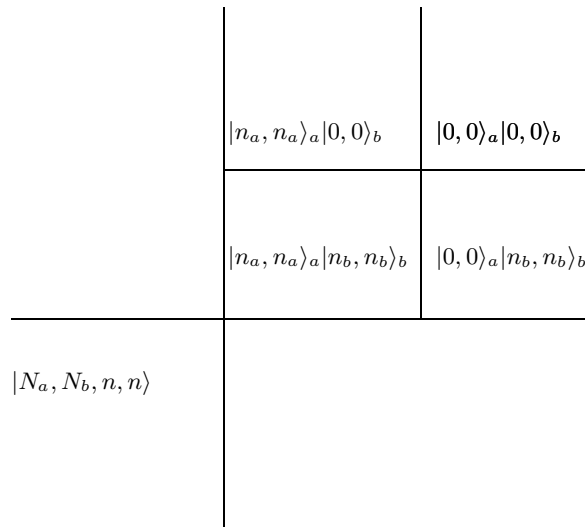 |n_a, n_a⟩_a|0, 0⟩_b |0, 0⟩_a|0, 0⟩_b
|n_a, n_a⟩_a|n_b, n_b⟩_b |0, 0⟩_a|n_b, n_b⟩_b
|N_a, N_b, n, n⟩